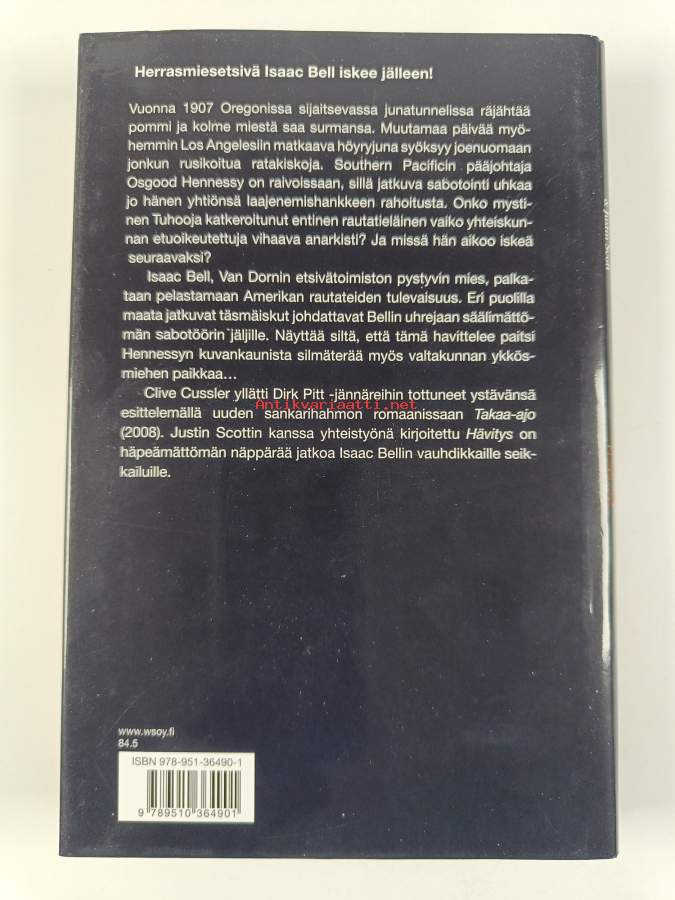 Herrasmiesetsivä Isaac Bell iskee jälleen!
Vuonna 1907 Oregonissa sijaitsevassa junatunnelissa räjähtää
pommi ja kolme miestä saa surmansa. Muutamaa päivää myö-
hemmin Los Angelesiin matkaava höyryjuna syöksyy joenuomaan
jonkun rusikoitua ratakiskoja. Southern Pacificin pääjohtaja
Osgood Hennessy on raivoissaan, sillä jatkuva sabotointi uhkaa
jo hänen yhtiönsä laajenemishankkeen rahoitusta. Onko mysti-
nen Tuhooja katkeroitunut entinen rautatieläinen vaiko yhteiskun-
nan etuoikeutettuja vihaava anarkisti? Ja missä hän aikoo iskeä
seuraavaksi?
Isaac Bell, Van Dornin etsivätoimiston pystyvin mies, palka-
taan pelastamaan Amerikan rautateiden tulevaisuus. Eri puolilla
maata jatkuvat täsmäiskut johdattavat Bellin uhrejaan säälimättö-
män sabotöörin jäljille. Näyttää siltä, että tämä havittelee paitsi
Hennessyn kuvankaunista silmäterää myös valtakunnan ykkös-
miehen paikkaa...
Clive Cussler yllätti Dirk Pitt -jännäreihin tottuneet ystävänsä
Antikvariaatti.net
esittelemällä uuden sankarihahmon romaanissaan Takaa-ajo
(2008). Justin Scottin kanssa yhteistyönä kirjoitettu Hävitys on
häpeämättömän näppärää jatkoa Isaac Bellin vauhdikkaille seik-
kailuille.
www.wsoy.fi
84.5
ISBN 978-951-36490-1
9 789510 364901